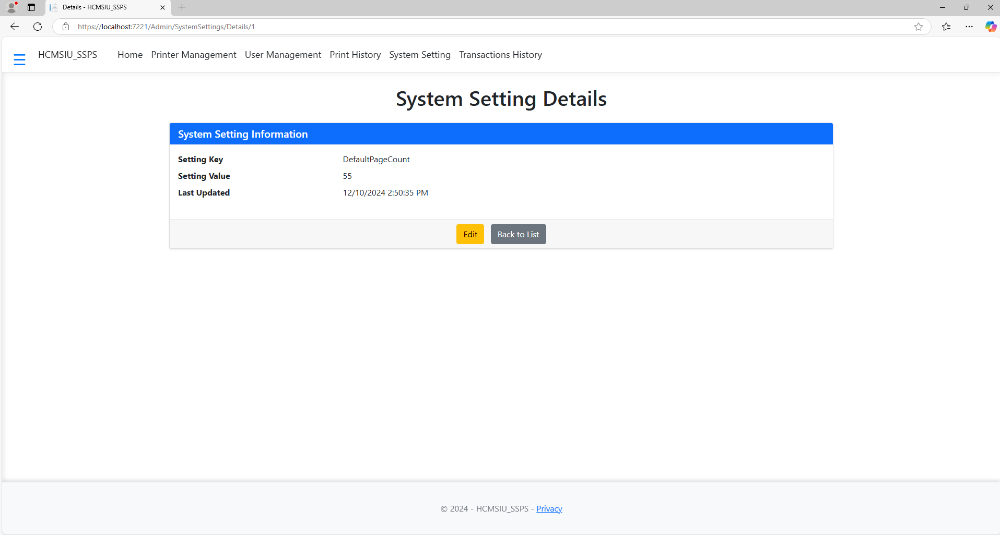 Details - HCMSIU_SSPS
https://localhost:7221/Admin/SystemSettings/Details/1
HCMSIU_SSPS Home Printer Management User Management Print History System Setting Transactions History
System Setting Details
System Setting Information
Setting Key DefaultPageCount
Setting Value 55
Last Updated 12/10/2024 2:50:35 PM
Edit Back to List
© 2024 - HCMSIU_SSPS - Privacy